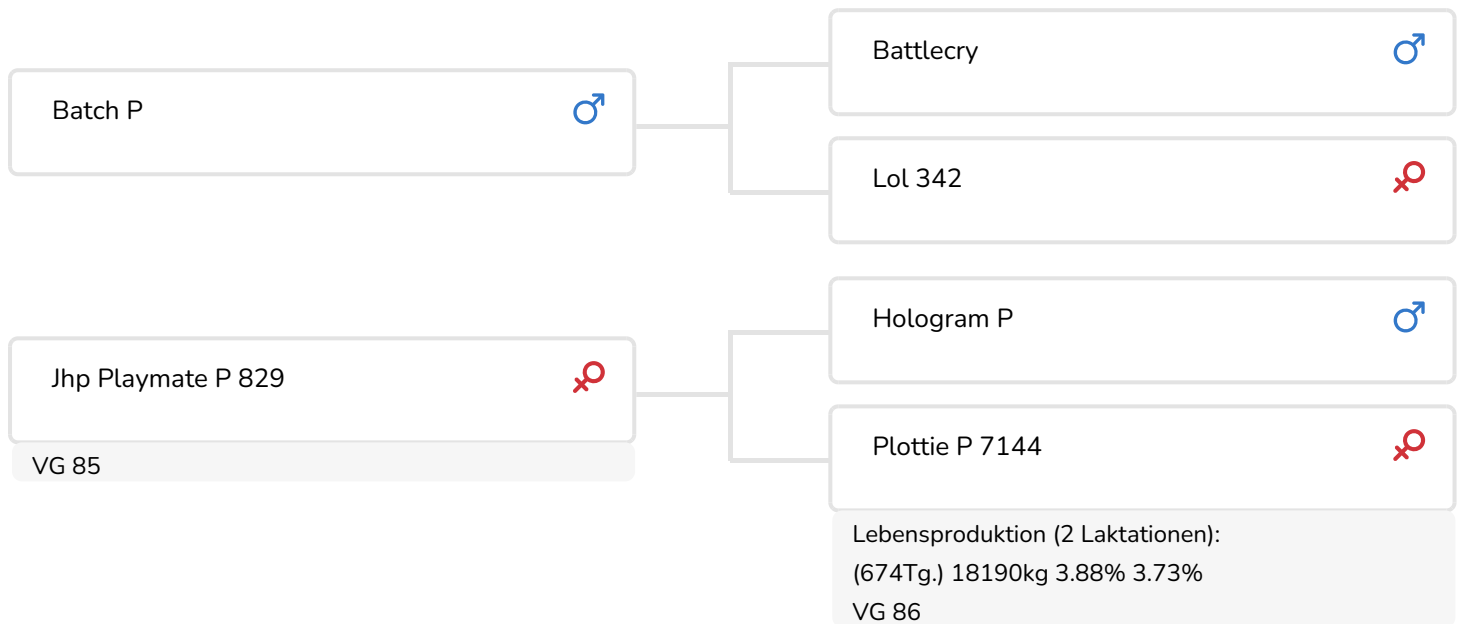 Batch P
Battlecry
Lol 342
Jhp Playmate P 829
VG 85
Hologram P
Plottie P 7144
Lebensproduktion (2 Laktationen):
(674Tg.) 18190kg 3.88% 3.73%
VG 86